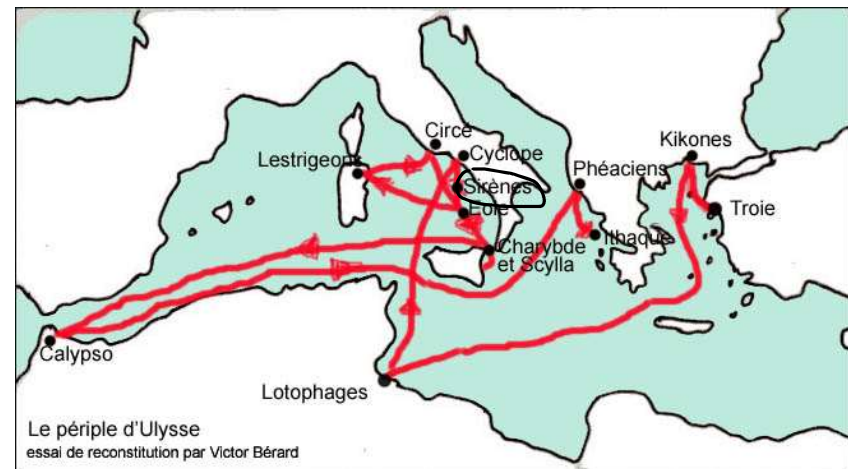 Circé
Kikones
Cyclope
Lestrigeons
Phéaciens
Sirènes
Troie
Eole
Ithaque
Charybde
et Scylla
Calypso
Lotophages
Le périple d'Ulysse
essai de reconstitution par Victor Bérard